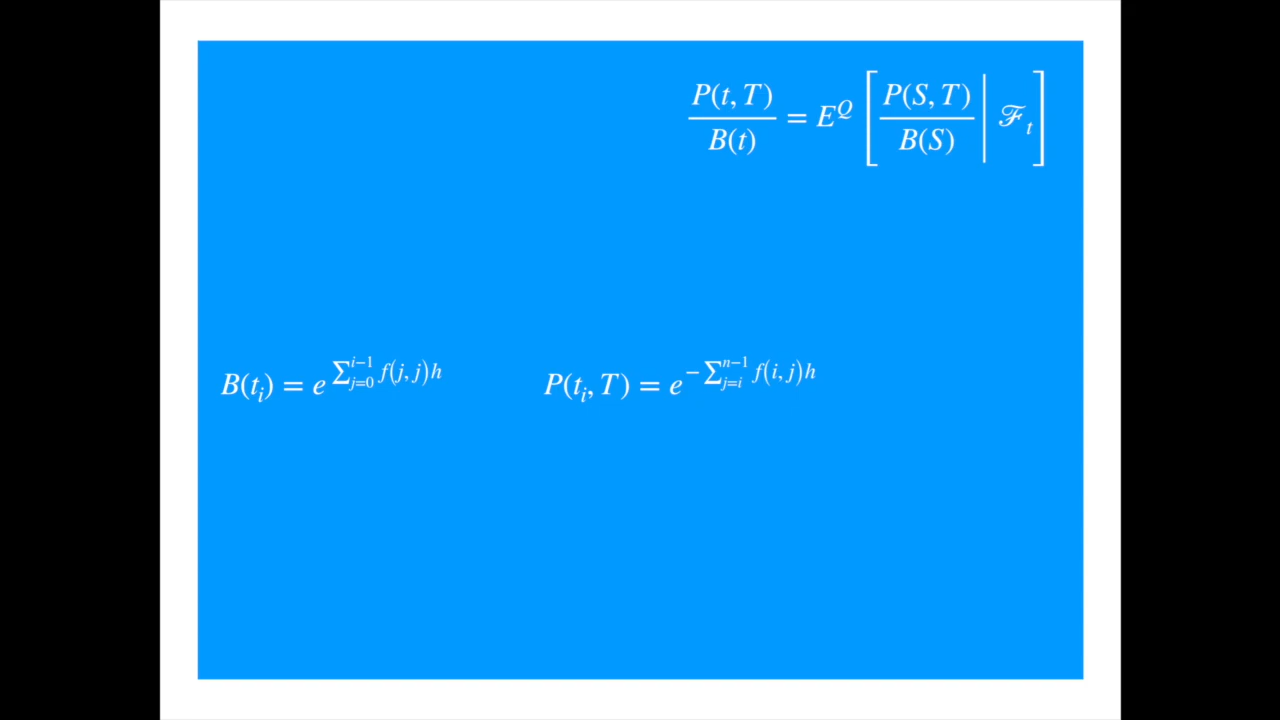 P(t, T) / B(t) = E^Q [ P(S, T) / B(S) | ℱ_t ]
B(t_i) = e^{∑_{j=0}^{i−1} f(j, j)h}
P(t_i, T) = e^{−∑_{j=i}^{n−1} f(i, j)h}